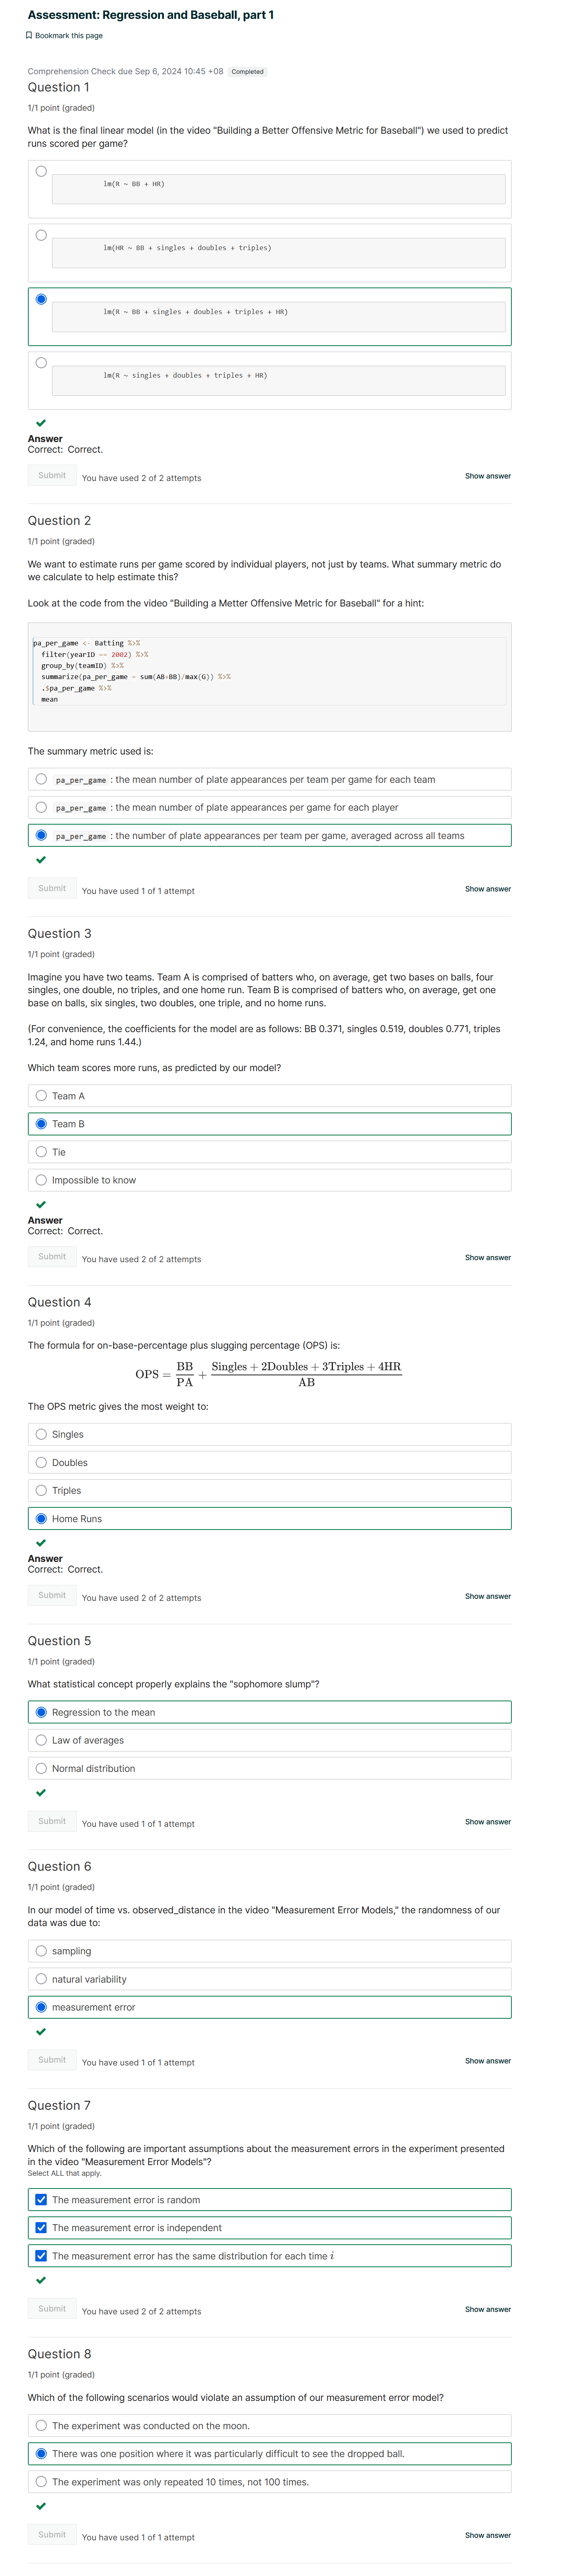 Assessment: Regression and Baseball, part 1
Bookmark this page
Comprehension Check due Sep 6, 2024 10:45 +08 Completed
Question 1
1/1 point (graded)
What is the final linear model (in the video "Building a Better Offensive Metric for Baseball") we used to predict
runs scored per game?
lm(R ~ BB + HR)
lm(HR ~ BB + singles + doubles + triples)
lm(R ~ BB + singles + doubles + triples + HR)
lm(R ~ singles + doubles + triples + HR)
Answer
Correct: Correct.
Submit You have used 2 of 2 attempts Show answer
Question 2
1/1 point (graded)
We want to estimate runs per game scored by individual players, not just by teams. What summary metric do
we calculate to help estimate this?
Look at the code from the video "Building a Metter Offensive Metric for Baseball" for a hint:
pa_per_game <- Batting %>%
filter(yearID == 2002) %>%
group_by(teamID) %>%
summarize(pa_per_game = sum(AB+BB)/max(G)) %>%
.$pa_per_game %>%
mean
The summary metric used is:
pa_per_game : the mean number of plate appearances per team per game for each team
pa_per_game : the mean number of plate appearances per game for each player
pa_per_game : the number of plate appearances per team per game, averaged across all teams
Submit You have used 1 of 1 attempt Show answer
Question 3
1/1 point (graded)
Imagine you have two teams. Team A is comprised of batters who, on average, get two bases on balls, four
singles, one double, no triples, and one home run. Team B is comprised of batters who, on average, get one
base on balls, six singles, two doubles, one triple, and no home runs.
(For convenience, the coefficients for the model are as follows: BB 0.371, singles 0.519, doubles 0.771, triples
1.24, and home runs 1.44.)
Which team scores more runs, as predicted by our model?
Team A
Team B
Tie
Impossible to know
Answer
Correct: Correct.
Submit You have used 2 of 2 attempts Show answer
Question 4
1/1 point (graded)
The formula for on-base-percentage plus slugging percentage (OPS) is:
OPS = BB/PA + Singles + 2Doubles + 3Triples + 4HR/AB
The OPS metric gives the most weight to:
Singles
Doubles
Triples
Home Runs
Answer
Correct: Correct.
Submit You have used 2 of 2 attempts Show answer
Question 5
1/1 point (graded)
What statistical concept properly explains the "sophomore slump"?
Regression to the mean
Law of averages
Normal distribution
Submit You have used 1 of 1 attempt Show answer
Question 6
1/1 point (graded)
In our model of time vs. observed_distance in the video "Measurement Error Models," the randomness of our
data was due to:
sampling
natural variability
measurement error
Submit You have used 1 of 1 attempt Show answer
Question 7
1/1 point (graded)
Which of the following are important assumptions about the measurement errors in the experiment presented
in the video "Measurement Error Models"?
Select ALL that apply.
The measurement error is random
The measurement error is independent
The measurement error has the same distribution for each time i
Submit You have used 2 of 2 attempts Show answer
Question 8
1/1 point (graded)
Which of the following scenarios would violate an assumption of our measurement error model?
The experiment was conducted on the moon.
There was one position where it was particularly difficult to see the dropped ball.
The experiment was only repeated 10 times, not 100 times.
Submit You have used 1 of 1 attempt Show answer